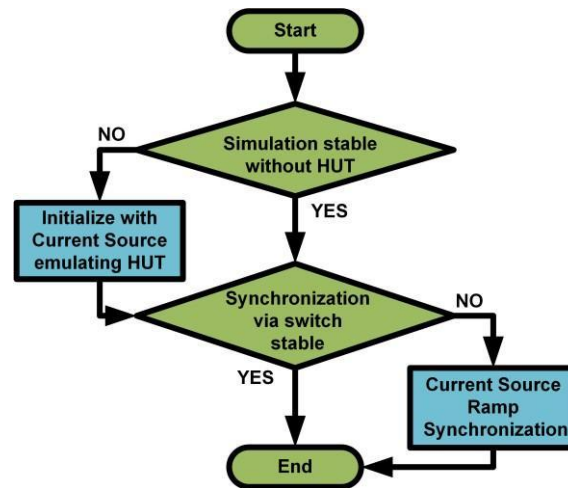 Start
NO
Simulation stable
without HUT
YES
Initialize with
Current Source
emulating HUT
Synchronization
via switch
stable
NO
YES
Current Source
Ramp
Synchronization
End